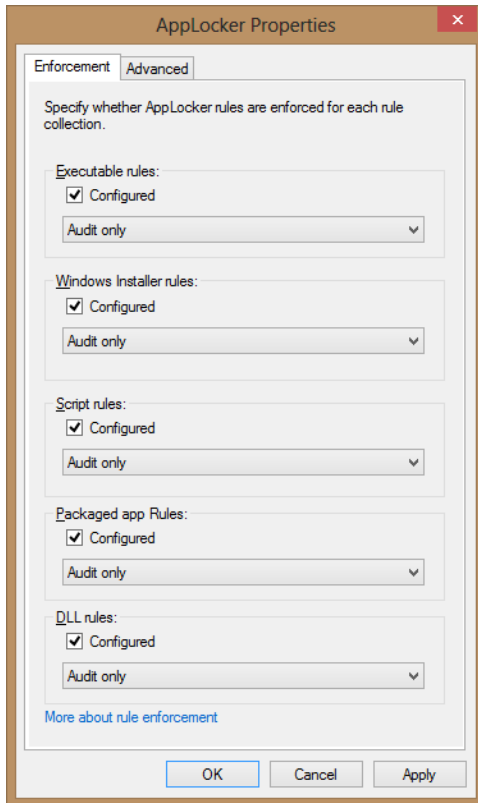 AppLocker Properties
Enforcement
Advanced
Specify whether AppLocker rules are enforced for each rule
collection.
Executable rules:
Configured
Audit only
Windows Installer rules:
Configured
Audit only
Script rules:
Configured
Audit only
Packaged app Rules:
Configured
Audit only
DLL rules:
Configured
Audit only
More about rule enforcement
OK
Cancel
Apply